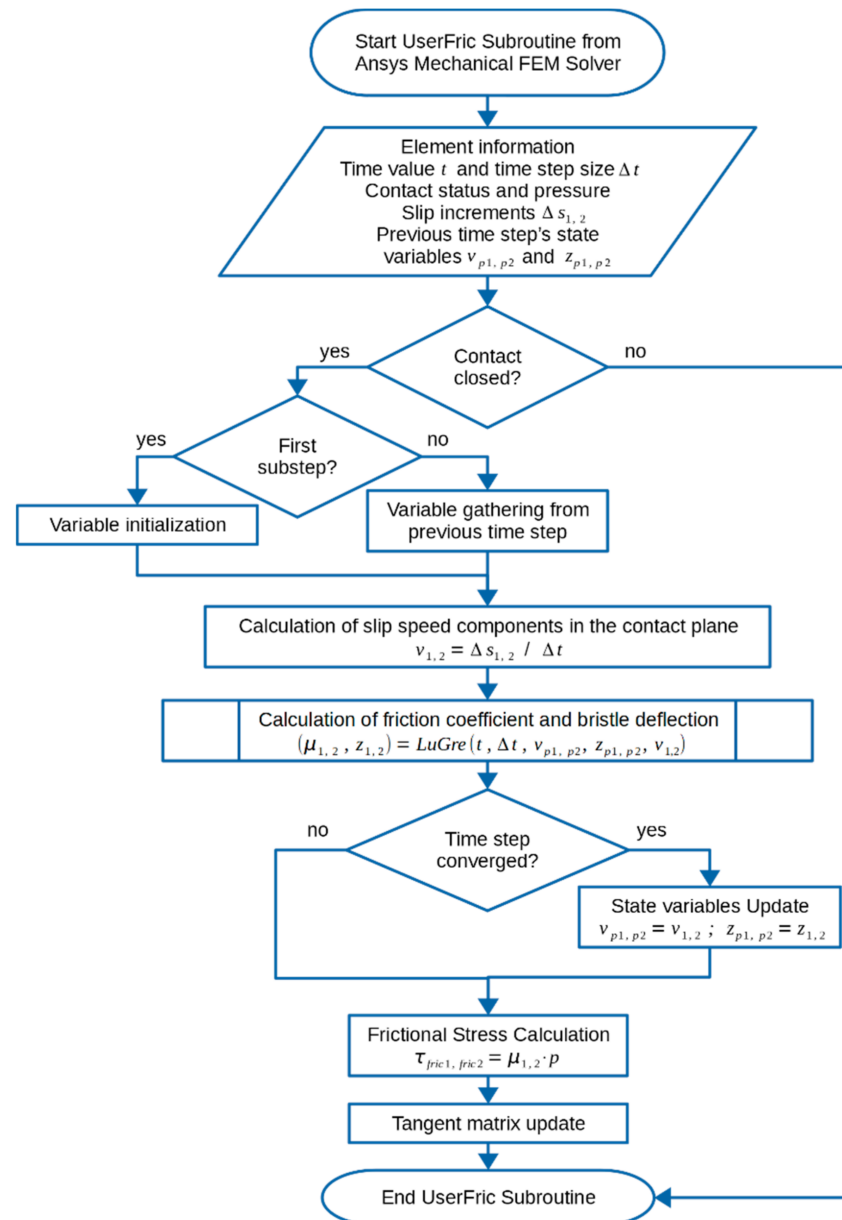 Start UserFric Subroutine from
Ansys Mechanical FEM Solver
Element information
Time value t and time step size Δt
Contact status and pressure
Slip increments Δs₁,₂
Previous time step's state
variables vₚ₁,ₚ₂ and zₚ₁,ₚ₂
yes
Contact
closed?
no
yes
First
substep?
no
Variable initialization
Variable gathering from
previous time step
Calculation of slip speed components in the contact plane
v₁,₂ = Δs₁,₂ / Δt
Calculation of friction coefficient and bristle deflection
(μ₁,₂, z₁,₂) = LuGre(t, Δt, vₚ₁,ₚ₂, zₚ₁,ₚ₂, v₁,₂)
no
Time step
converged?
yes
State variables Update
vₚ₁,ₚ₂ = v₁,₂ ; zₚ₁,ₚ₂ = z₁,₂
Frictional Stress Calculation
τ_fric1, fric2 = μ₁,₂·p
Tangent matrix update
End UserFric Subroutine